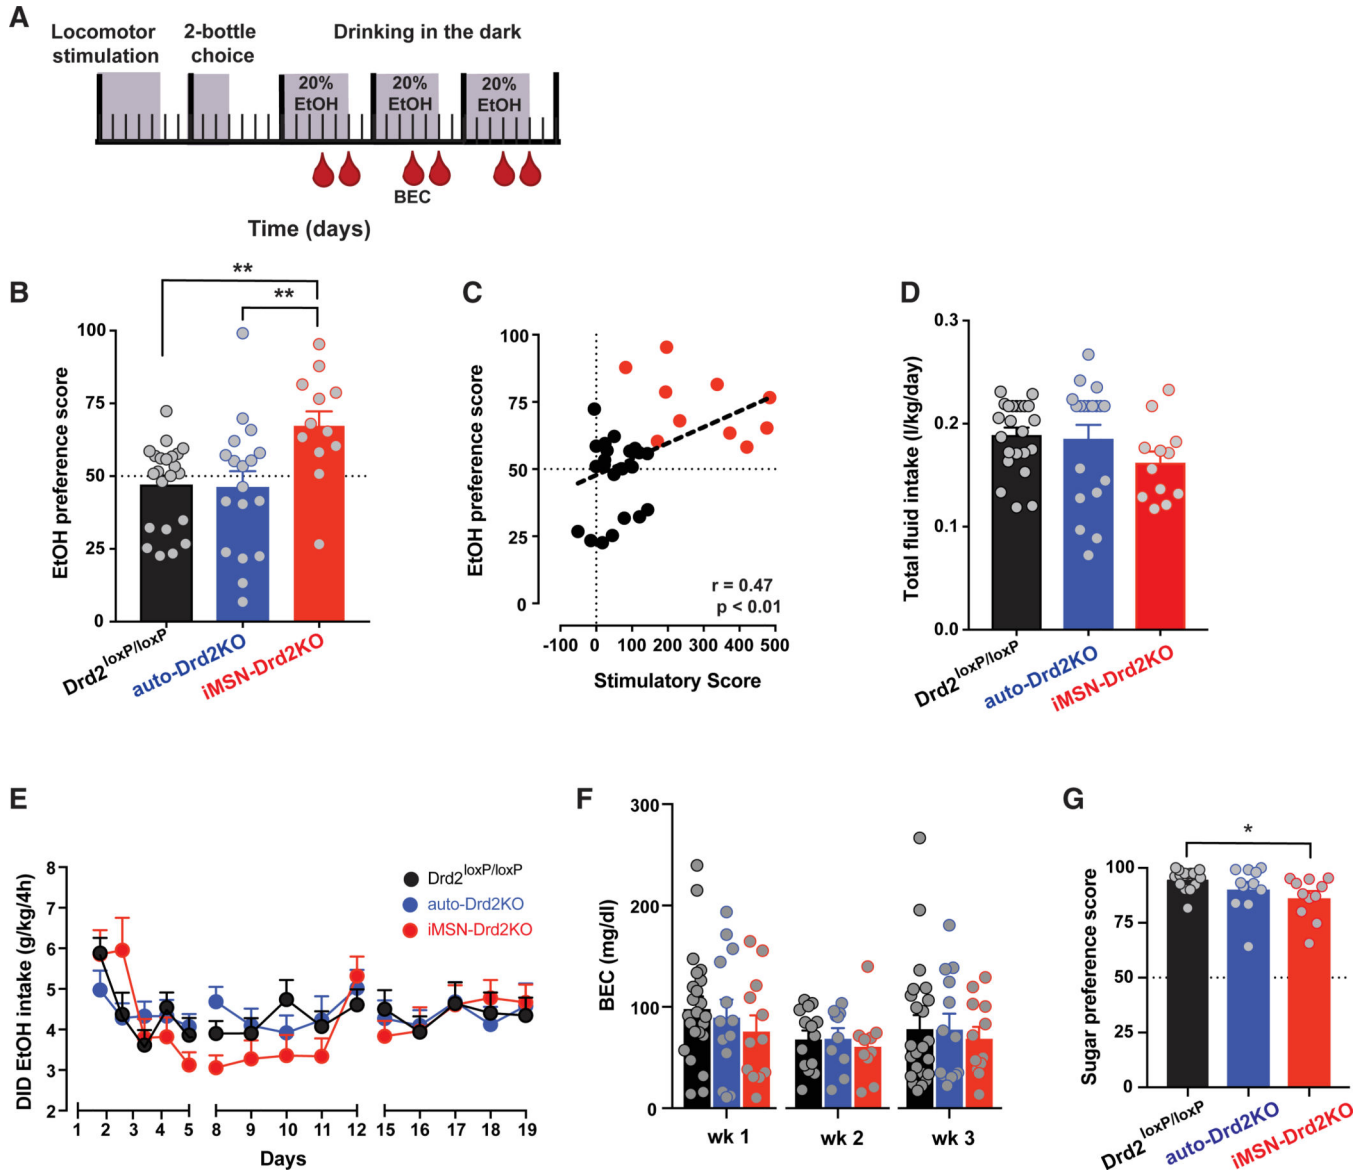 A
Locomotor
stimulation
2-bottle
choice
Drinking in the dark
20%
EtOH
20%
EtOH
20%
EtOH
BEC
Time (days)
B
**
**
EtOH preference score
100
75
50
25
0
Drd2loxP/loxP
auto-Drd2KO
iMSN-Drd2KO
C
EtOH preference score
100
75
50
25
0
r = 0.47
p < 0.01
-100 0 100 200 300 400 500
Stimulatory Score
D
Total fluid intake (l/kg/day)
0.3
0.2
0.1
0.0
Drd2loxP/loxP
auto-Drd2KO
iMSN-Drd2KO
E
DID EtOH intake (g/kg/4h)
8
7
6
5
4
3
2
Drd2loxP/loxP
auto-Drd2KO
iMSN-Drd2KO
1 2 3 4 5 8 9 10 11 12 15 16 17 18 19
Days
F
BEC (mg/dl)
300
200
100
0
wk 1 wk 2 wk 3
G
*
Sugar preference score
100
75
50
25
0
Drd2loxP/loxP
auto-Drd2KO
iMSN-Drd2KO